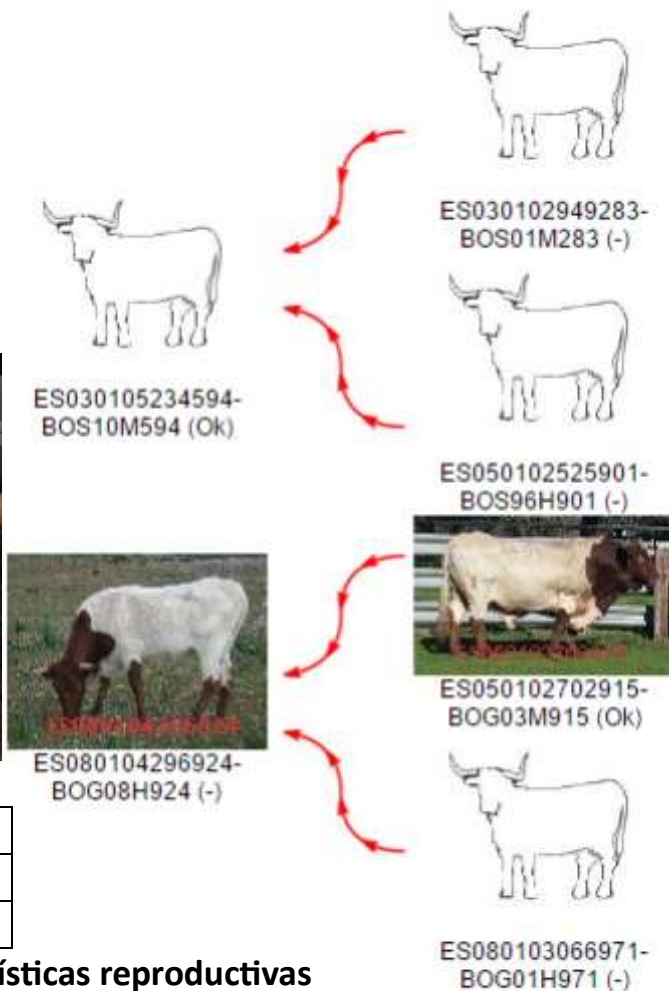 ES030102949283-
BOS01M283 (-)
ES030105234594-
BOS10M594 (Ok)
ES050102525901-
BOS96H901 (-)
ES050102702915-
BOG03M915 (Ok)
ES080104296924-
BOG08H924 (-)
ES080103066971-
BOG01H971 (-)
ísticas reproductivas